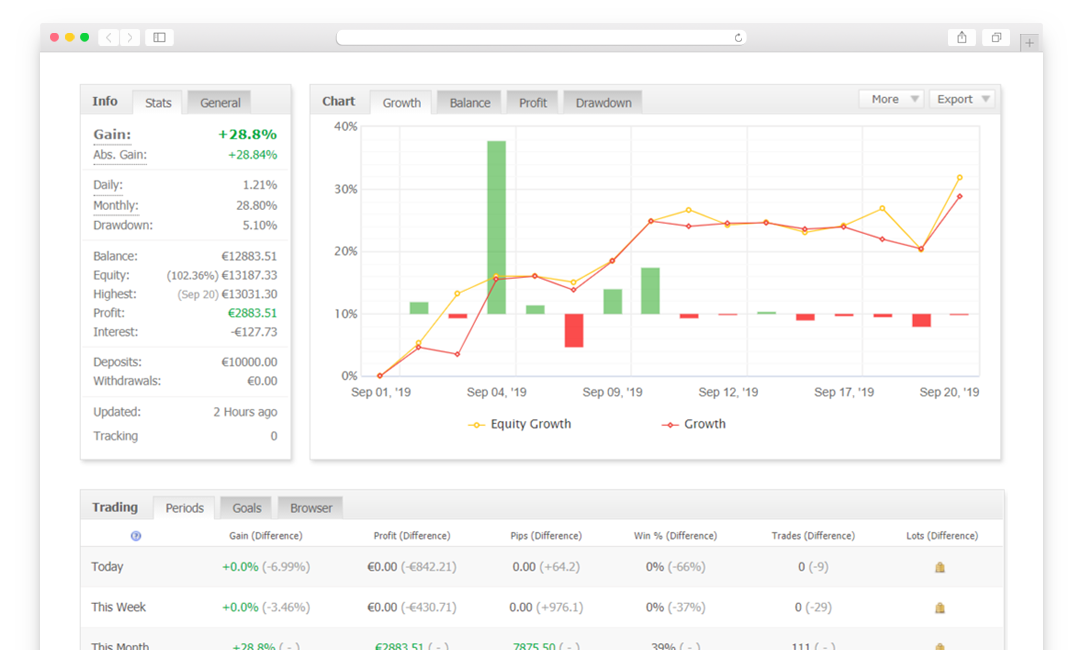 Info Stats General
Gain: +28.8%
Abs. Gain: +28.84%
Daily: 1.21%
Monthly: 28.80%
Drawdown: 5.10%
Balance: €12883.51
Equity: (102.36%) €13187.33
Highest: (Sep 20) €13031.30
Profit: €2883.51
Interest: -€127.73
Deposits: €10000.00
Withdrawals: €0.00
Updated: 2 Hours ago
Tracking 0
Chart Growth Balance Profit Drawdown More Export
40%
30%
20%
10%
0%
Sep 01, '19 Sep 04, '19 Sep 09, '19 Sep 12, '19 Sep 17, '19 Sep 20, '19
Equity Growth Growth
Trading Periods Goals Browser
Gain (Difference) Profit (Difference) Pips (Difference) Win % (Difference) Trades (Difference) Lots (Difference)
Today +0.0% (-6.99%) €0.00 (-€842.21) 0.00 (+64.2) 0% (-66%) 0 (-9)
This Week +0.0% (-3.46%) €0.00 (-€430.71) 0.00 (+976.1) 0% (-37%) 0 (-29)
This Month +28.8% ( - ) €2883.51 ( - ) 7875.50 ( - ) 39% ( - ) 111 ( - )